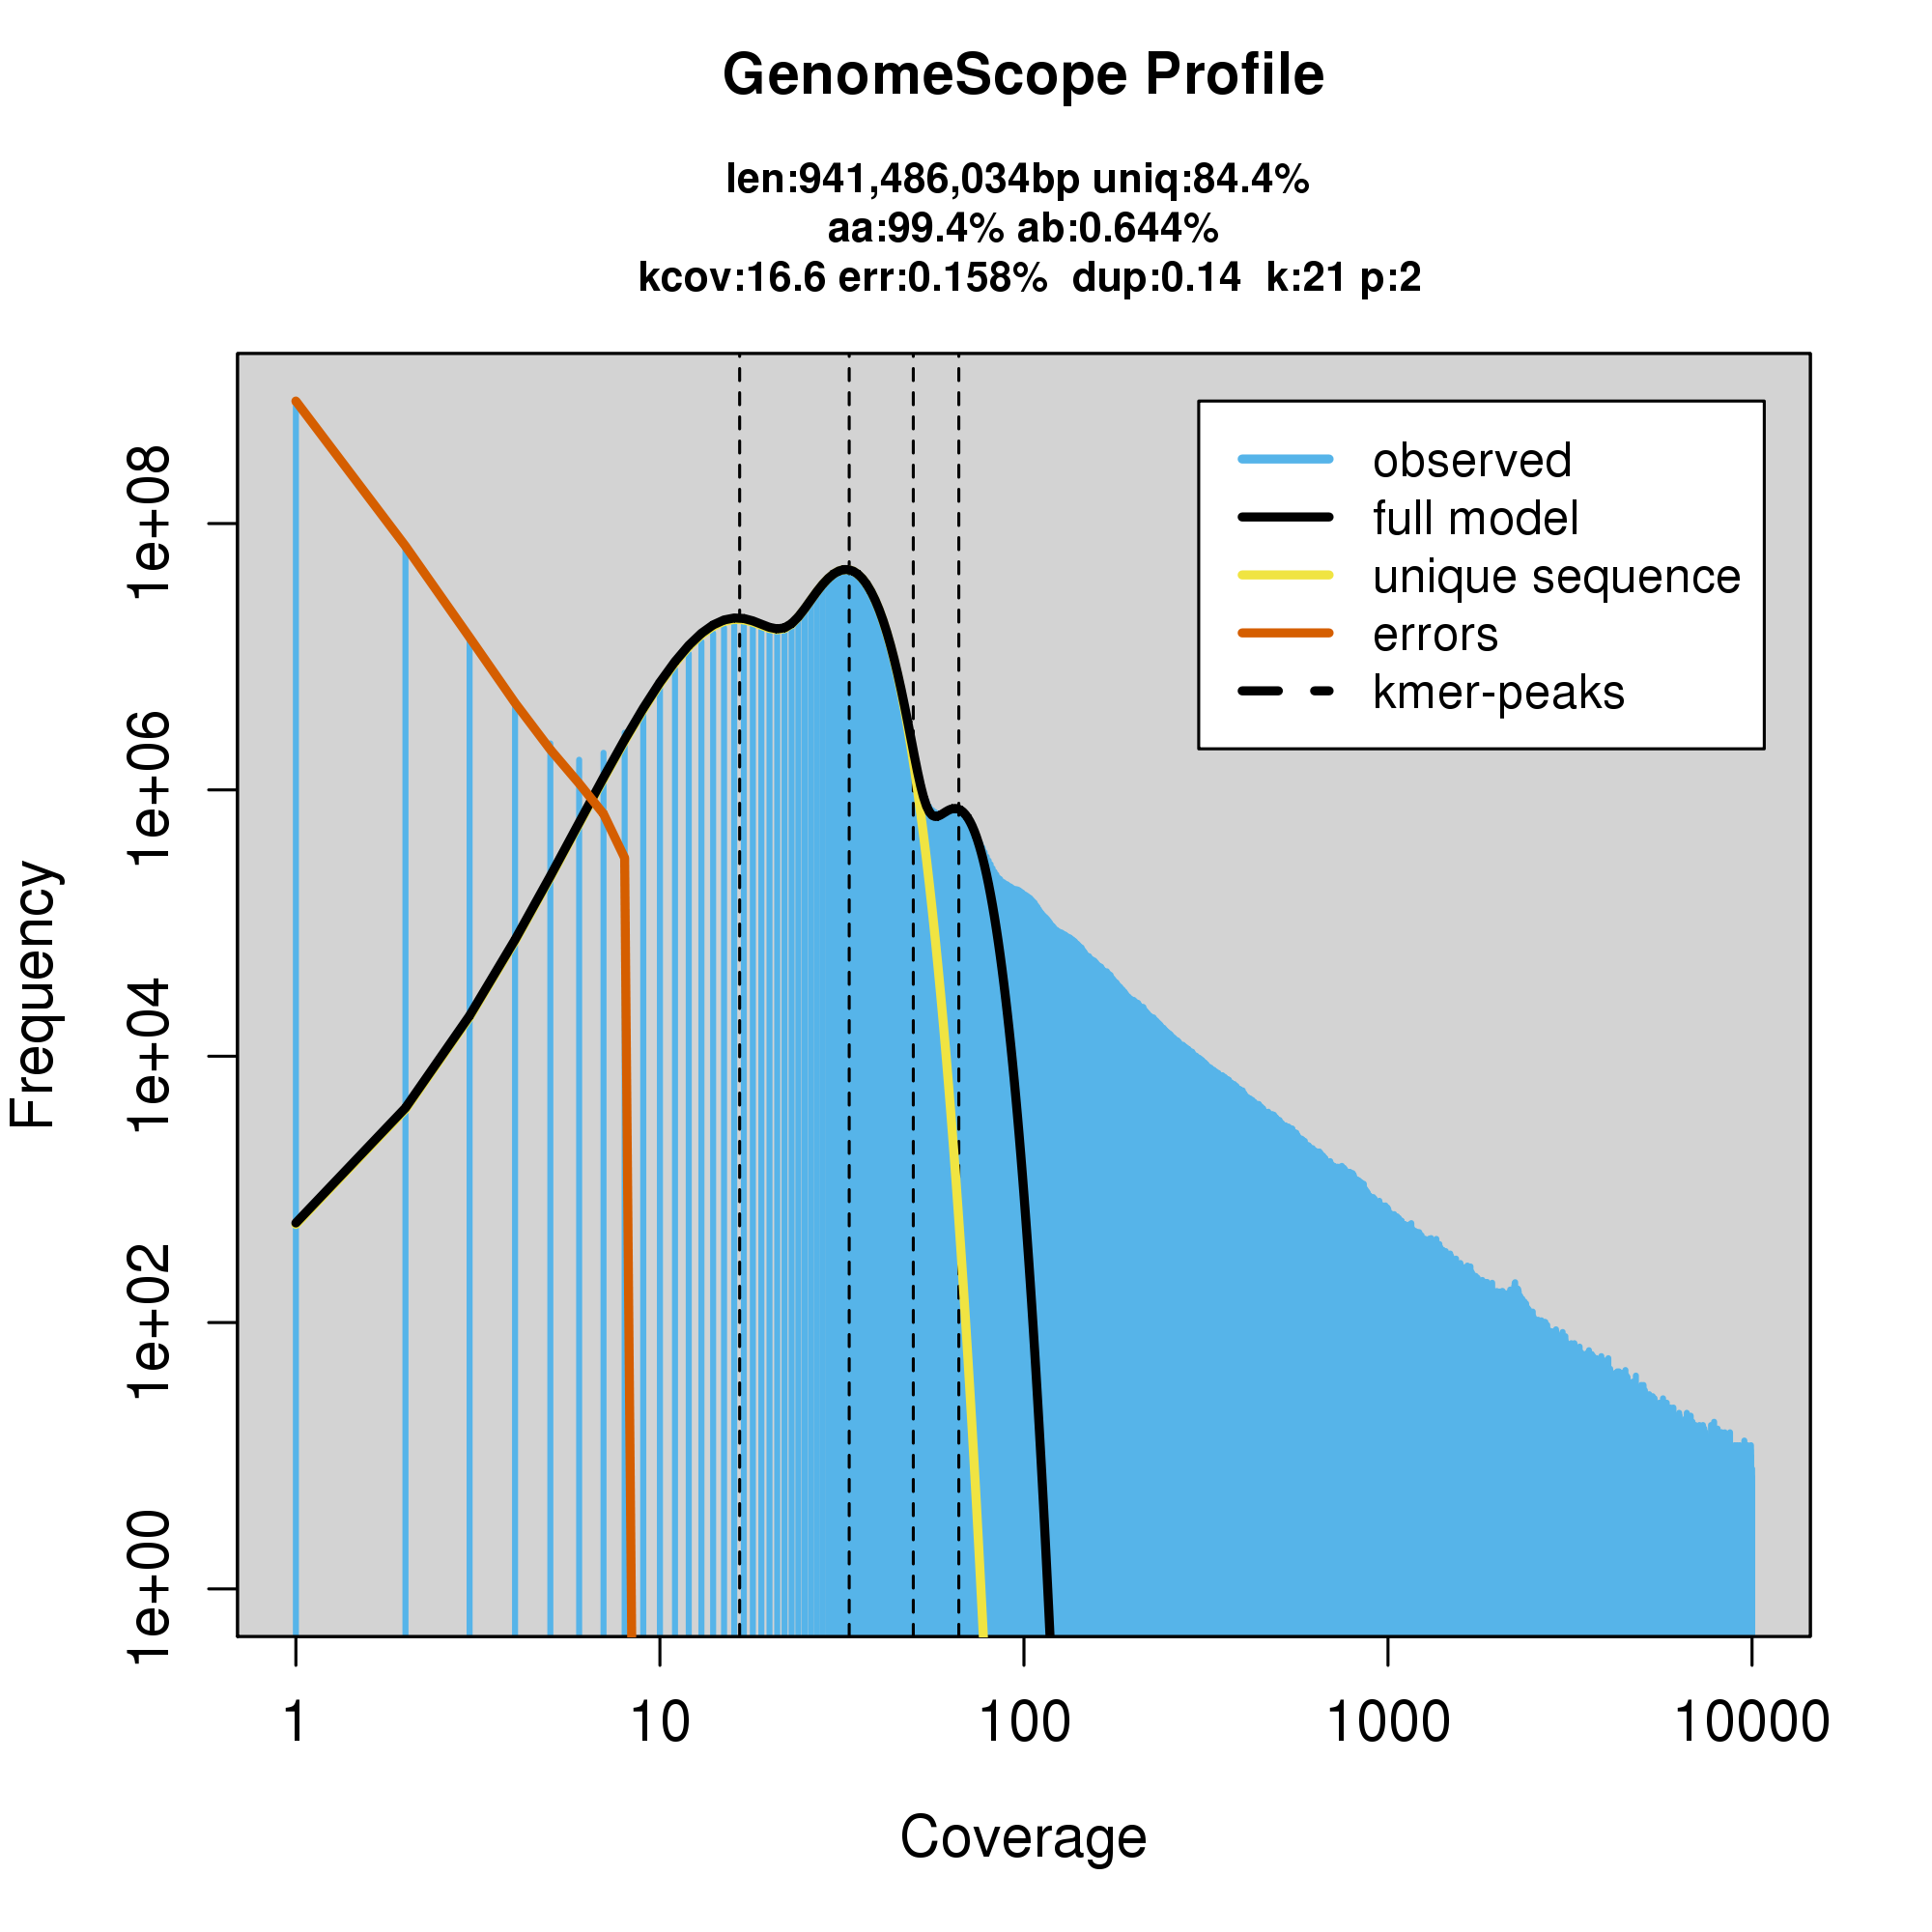 GenomeScope Profile
len:941,486,034bp uniq:84.4%
aa:99.4% ab:0.644%
kcov:16.6 err:0.158%  dup:0.14  k:21 p:2
observed
full model
unique sequence
errors
kmer-peaks
Frequency
1e+08
1e+06
1e+04
1e+02
1e+00
1
10
100
1000
10000
Coverage